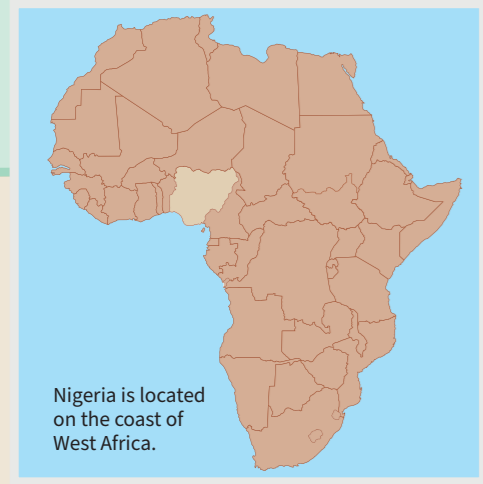 Nigeria is located
on the coast of
West Africa.